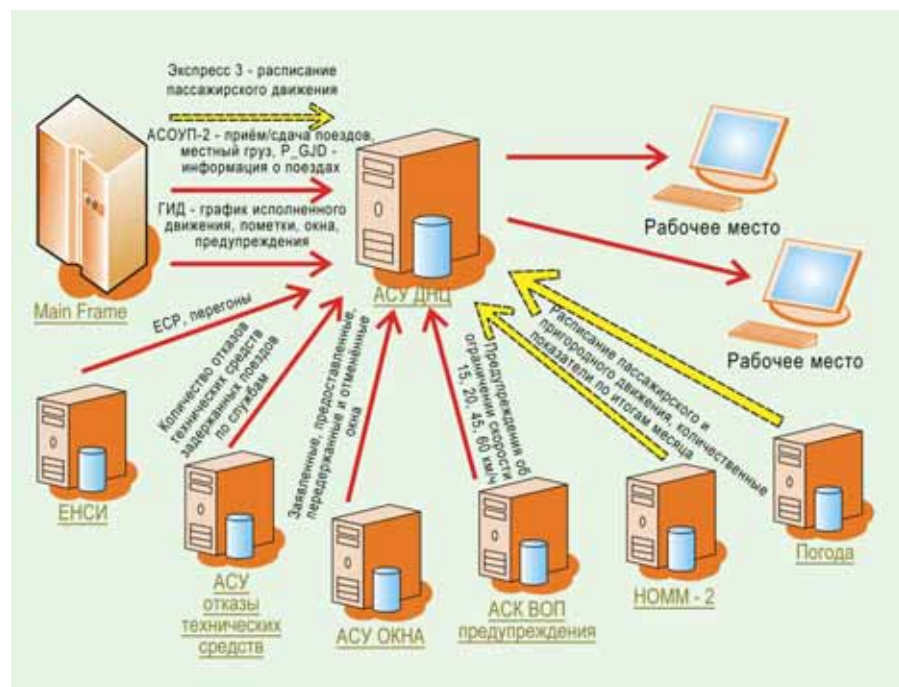 Экспресс 3 - расписание
пассажирского движения
АСОУП-2 - приём/сдача поездов,
местный груз, P_GJD -
информация о поездах
ГИД - график исполненного
движения, пометки, окна,
предупреждения
Main Frame
АСУ ДНЦ
Рабочее место
Рабочее место
ЕСР, перегоны
Количество отказов
технических средств
задержанных поездов
по службам
Заявленные, предоставленные,
передержанные и отменённые
окна
Предупреждения об
ограничении скорости
15, 20, 45, 60 км/ч
Расписание пассажирского и
пригородного движения, количественные
показатели по итогам месяца
ЕНСИ
АСУ
отказы
технических
средств
АСУ ОКНА
АСК ВОП
предупреждения
НОММ - 2
Погода